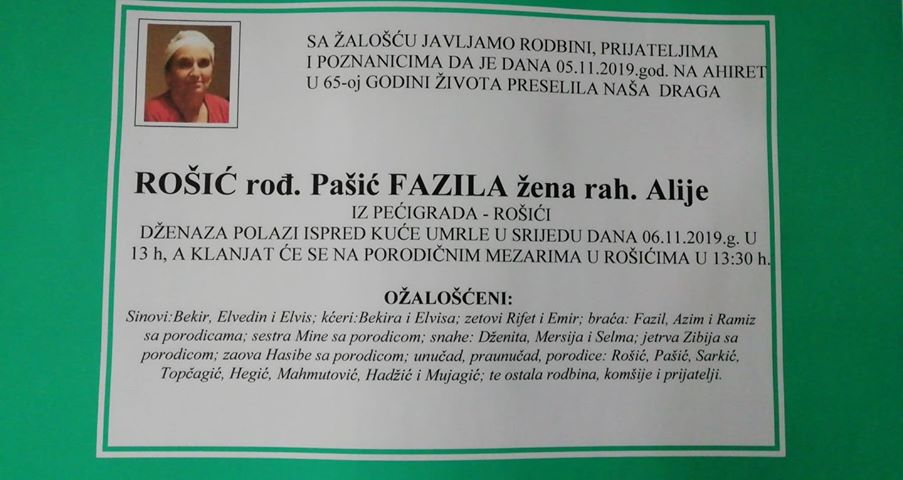 SA ŽALOŠĆU JAVLJAMO RODBINI, PRIJATELJIMA
I POZNANICIMA DA JE DANA 05.11.2019.god. NA AHIRET
U 65-oj GODINI ŽIVOTA PRESELILA NAŠA DRAGA
ROŠIĆ rođ. Pašić FAZILA žena rah. Alije
IZ PEĆIGRADA - ROŠIĆI
DŽENAZA POLAZI ISPRED KUĆE UMRLE U SRIJEDU DANA 06.11.2019.g. U
13 h, A KLANJAT ĆE SE NA PORODIČNIM MEZARIMA U ROŠIĆIMA U 13:30 h.
OŽALOŠĆENI:
Sinovi:Bekir, Elvedin i Elvis; kćeri:Bekira i Elvisa; zetovi Rifet i Emir; braća: Fazil, Azim i Ramiz
sa porodicama; sestra Mine sa porodicom; snahe: Dženita, Mersija i Selma; jetrva Zibija sa
porodicom; zaova Hasibe sa porodicom; unučad, praunučad, porodice: Rošić, Pašić, Sarkić,
Topčagić, Hegić, Mahmutović, Hadžić i Mujagić; te ostala rodbina, komšije i prijatelji.